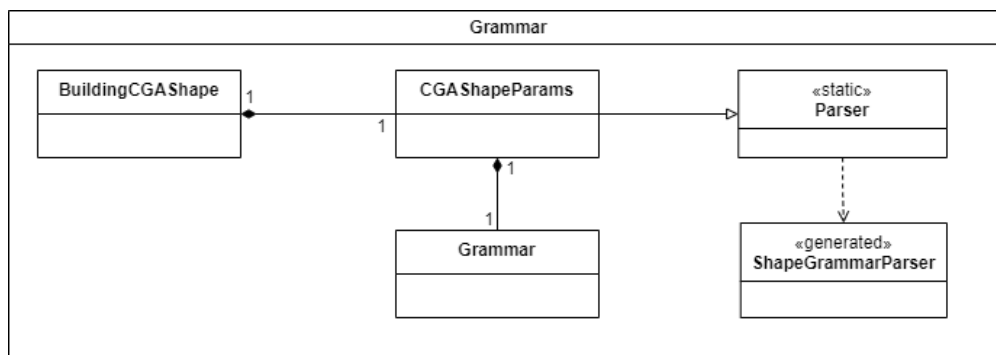 Grammar
BuildingCGAShape
1
1
CGAShapeParams
1
1
Grammar
«static»
Parser
«generated»
ShapeGrammarParser